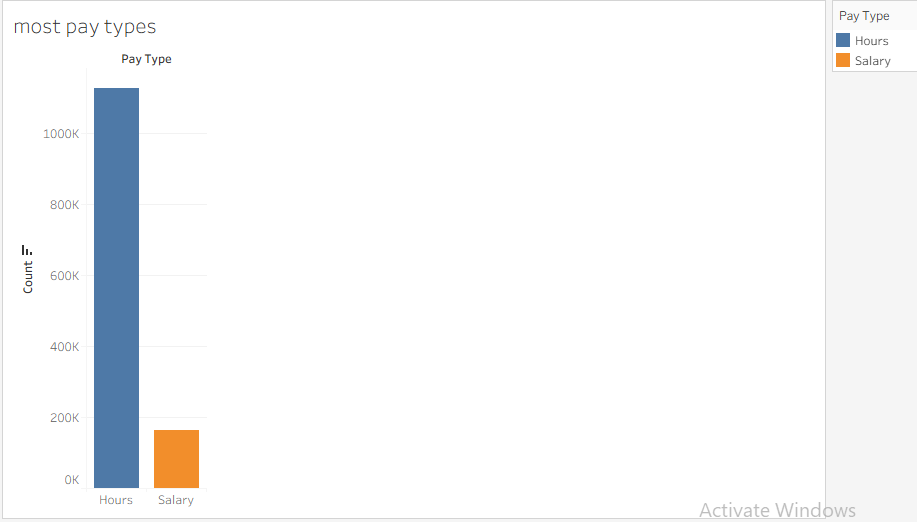 most pay types
Pay Type
1000K
800K
600K
400K
200K
0K
Count
Hours
Salary
Pay Type
Hours
Salary
Activate Windows